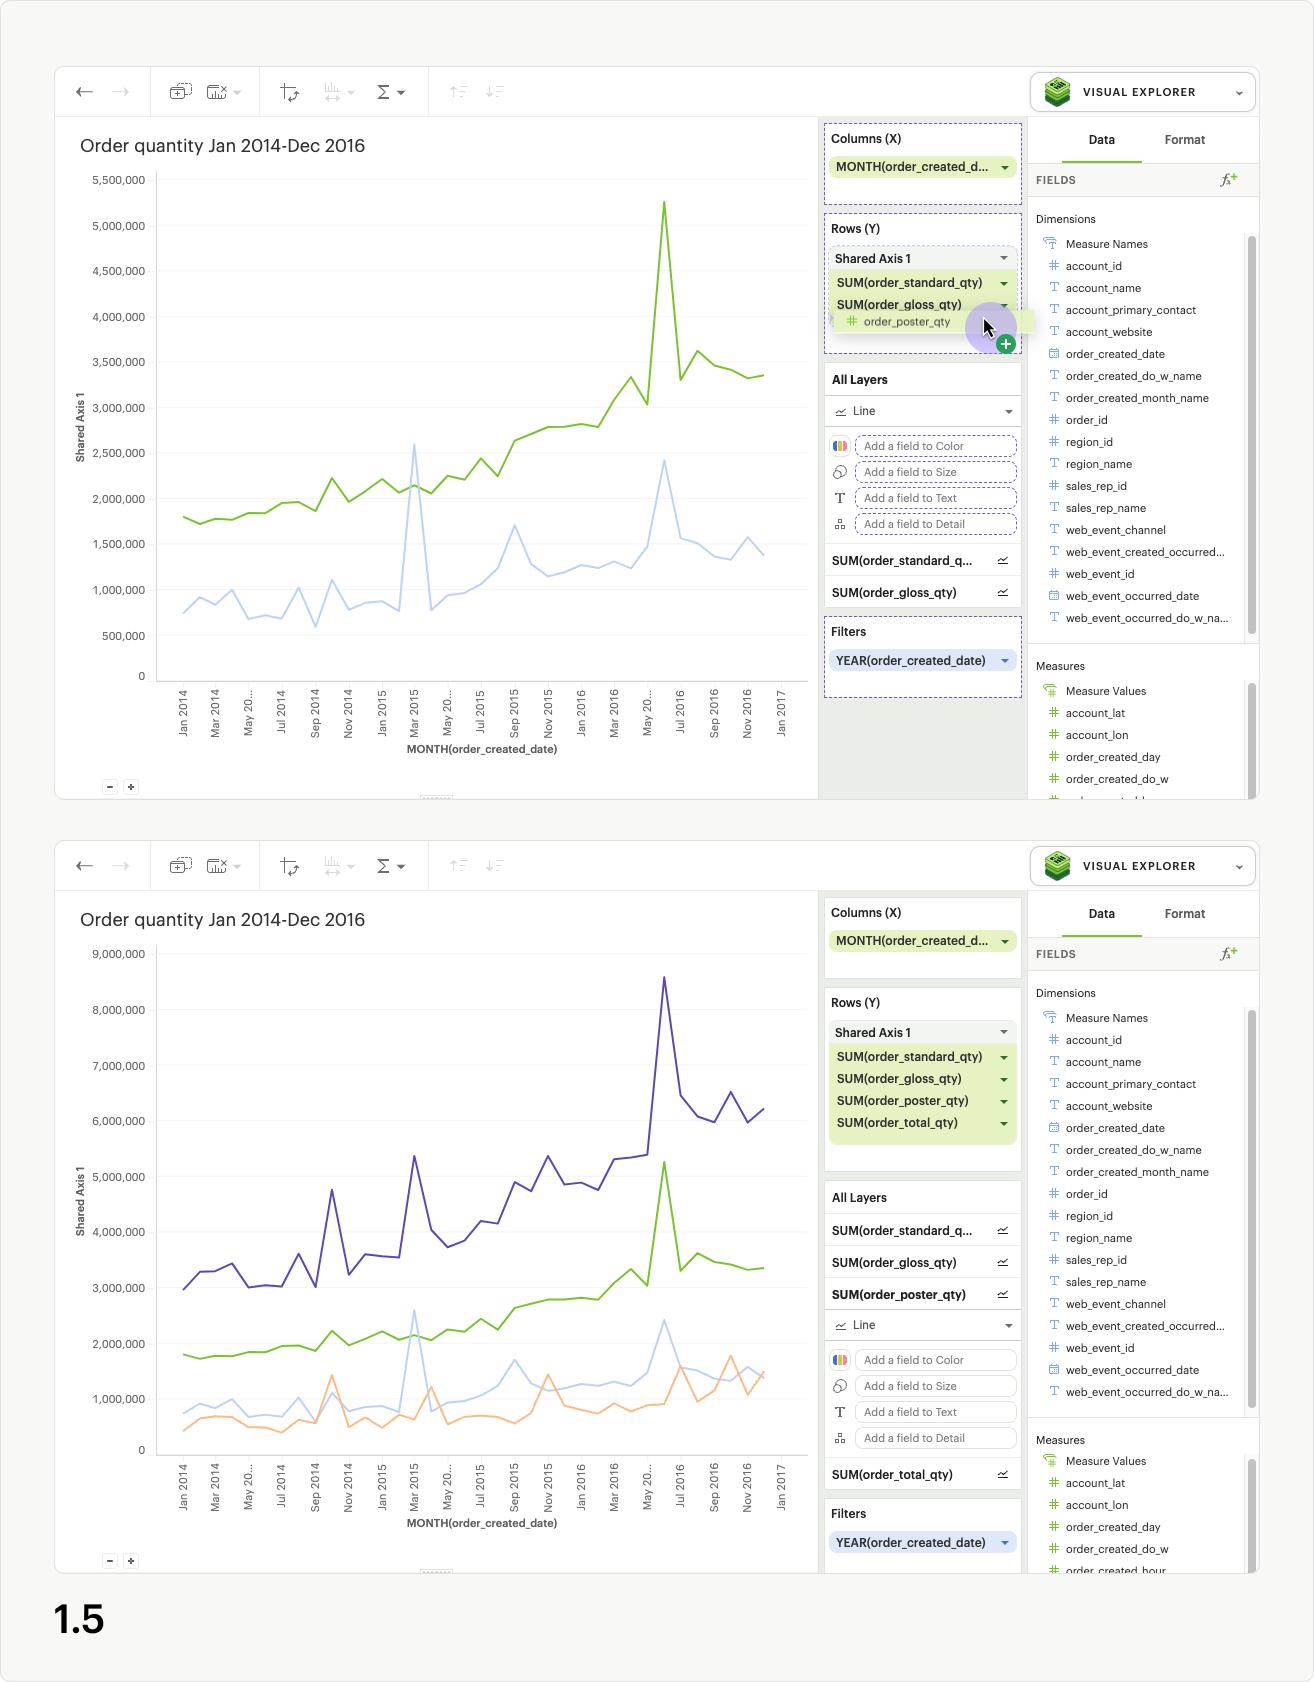 VISUAL EXPLORER
Order quantity Jan 2014-Dec 2016
5,500,000
5,000,000
4,500,000
4,000,000
3,500,000
3,000,000
2,500,000
2,000,000
1,500,000
1,000,000
500,000
0
Shared Axis 1
Jan 2014
Mar 2014
May 20...
Jul 2014
Sep 2014
Nov 2014
Jan 2015
Mar 2015
May 20...
Jul 2015
Sep 2015
Nov 2015
Jan 2016
Mar 2016
May 20...
Jul 2016
Sep 2016
Nov 2016
Jan 2017
MONTH(order_created_date)
Columns (X)
MONTH(order_created_d...
Rows (Y)
Shared Axis 1
SUM(order_standard_qty)
SUM(order_gloss_qty)
order_poster_qty
All Layers
Line
Add a field to Color
Add a field to Size
Add a field to Text
Add a field to Detail
SUM(order_standard_q...
SUM(order_gloss_qty)
Filters
YEAR(order_created_date)
Data Format
FIELDS
Dimensions
Measure Names
account_id
account_name
account_primary_contact
account_website
order_created_date
order_created_do_w_name
order_created_month_name
order_id
region_id
region_name
sales_rep_id
sales_rep_name
web_event_channel
web_event_created_occurred...
web_event_id
web_event_occurred_date
web_event_occurred_do_w_na...
Measures
Measure Values
account_lat
account_lon
order_created_day
order_created_do_w
VISUAL EXPLORER
Order quantity Jan 2014-Dec 2016
9,000,000
8,000,000
7,000,000
6,000,000
5,000,000
4,000,000
3,000,000
2,000,000
1,000,000
0
Shared Axis 1
Jan 2014
Mar 2014
May 20...
Jul 2014
Sep 2014
Nov 2014
Jan 2015
Mar 2015
May 20...
Jul 2015
Sep 2015
Nov 2015
Jan 2016
Mar 2016
May 20...
Jul 2016
Sep 2016
Nov 2016
Jan 2017
MONTH(order_created_date)
Columns (X)
MONTH(order_created_d...
Rows (Y)
Shared Axis 1
SUM(order_standard_qty)
SUM(order_gloss_qty)
SUM(order_poster_qty)
SUM(order_total_qty)
All Layers
SUM(order_standard_q...
SUM(order_gloss_qty)
SUM(order_poster_qty)
Line
Add a field to Color
Add a field to Size
Add a field to Text
Add a field to Detail
SUM(order_total_qty)
Filters
YEAR(order_created_date)
Data Format
FIELDS
Dimensions
Measure Names
account_id
account_name
account_primary_contact
account_website
order_created_date
order_created_do_w_name
order_created_month_name
order_id
region_id
region_name
sales_rep_id
sales_rep_name
web_event_channel
web_event_created_occurred...
web_event_id
web_event_occurred_date
web_event_occurred_do_w_na...
Measures
Measure Values
account_lat
account_lon
order_created_day
order_created_do_w
order_created_hour
1.5